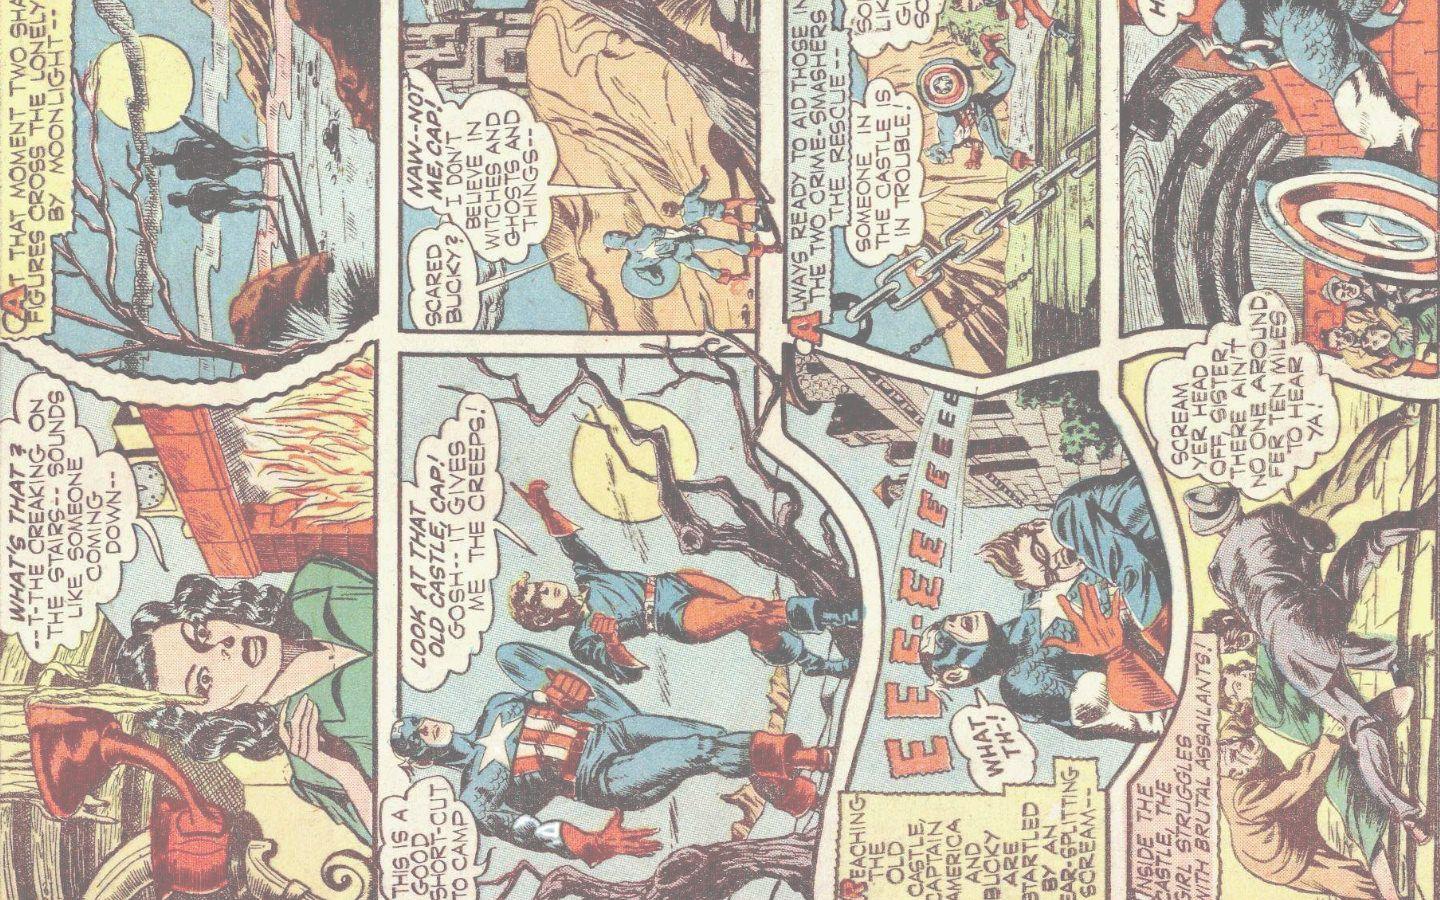 WHAT'S THAT?
--T-THE CREAKING ON
THE STAIRS-- SOUNDS
LIKE SOMEONE
COMING
DOWN--
AT THAT MOMENT TWO
FIGURES CROSS THE LONELY
BY MOONLIGHT --
THIS IS A
GOOD
SHORT-CUT
TO CAMP
LOOK AT THAT
OLD CASTLE, CAP!
GOSH-- IT GIVES
ME THE CREEPS!
SCARED
BUCKY?
NAW--NOT
ME, CAP!
I DON'T
BELIEVE IN
WITCHES AND
GHOSTS AND
THINGS--
REACHING
THE
OLD
CASTLE,
CAPTAIN
AMERICA
AND
BUCKY
ARE
STARTLED
BY AN
EAR-SPLITTING
SCREAM--
EEEE-EEEEEEEEE
WHAT
TH'!
ALWAYS READY TO AID THOSE IN
THE TWO CRIME-SMASHERS
THE RESCUE--
SOMEONE IN
THE CASTLE IS
IN TROUBLE!
INSIDE THE
CASTLE, THE
GIRL STRUGGLES
WITH BRUTAL ASSAILANTS!
SCREAM
YER HEAD
OFF, SISTER
THERE AIN'T
NO ONE AROUND
FER TEN MILES
TO HEAR
YA!